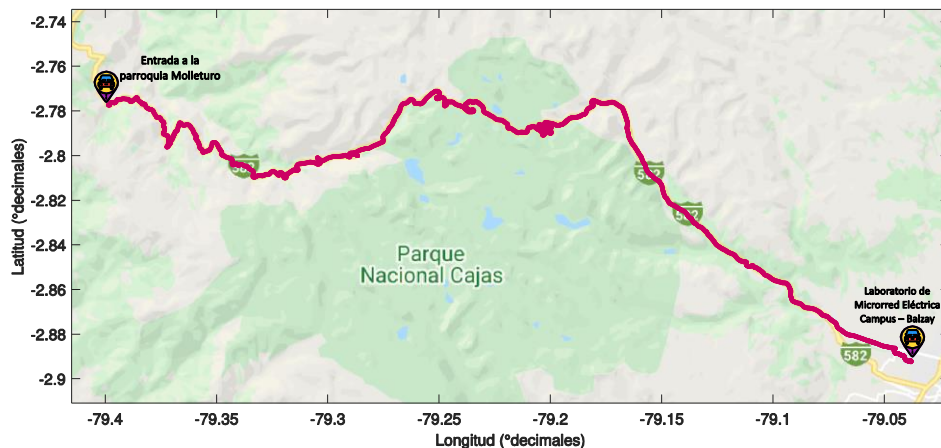 -2.74
-2.76
-2.78
-2.8
-2.82
-2.84
-2.86
-2.88
-2.9
Latitud (°decimales)
Entrada a la
parroquia Molleturo
582
582
Parque
Nacional Cajas
Laboratorio de
Microrred Eléctrica
Campus – Balzay
582
-79.4
-79.35
-79.3
-79.25
-79.2
-79.15
-79.1
-79.05
Longitud (°decimales)